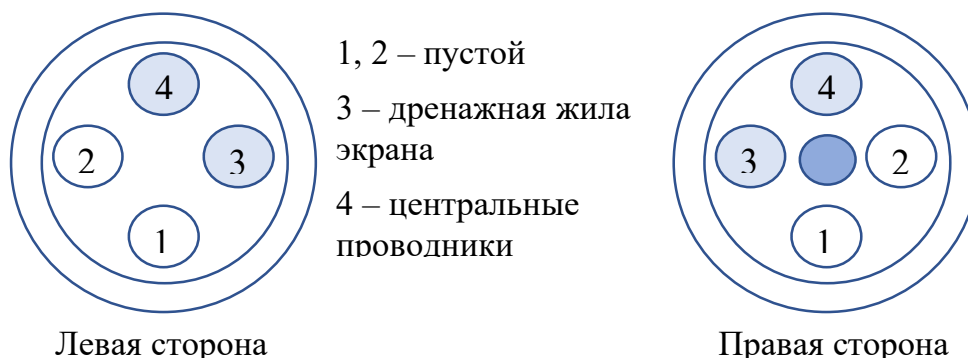 4
2
3
1
1, 2 – пустой
3 – дренажная жила
экрана
4 – центральные
проводники
4
3
2
1
Левая сторона
Правая сторона